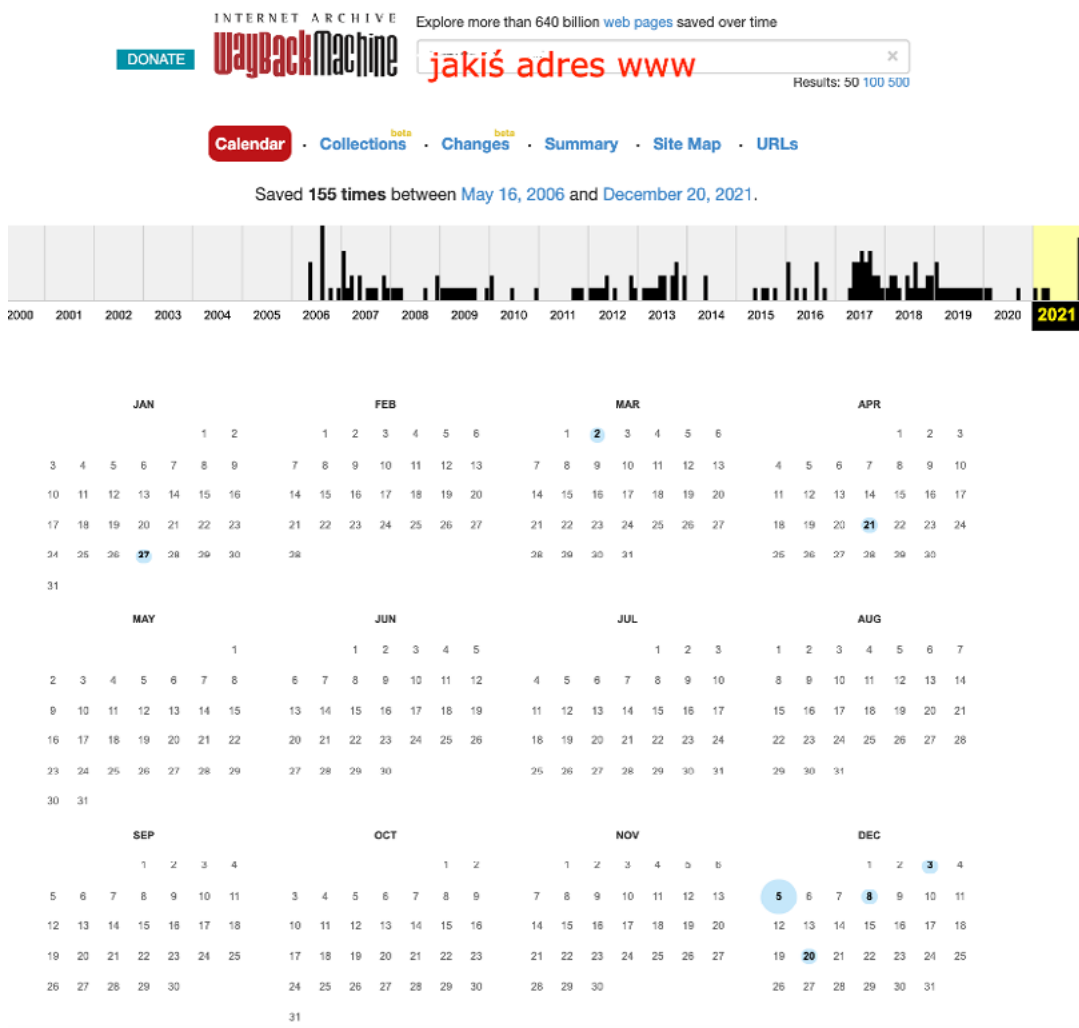 INTERNET ARCHIVE
WayBackMachine
DONATE
Explore more than 640 billion web pages saved over time
jakiś adres www
×
Results: 50 100 500
Calendar · Collections beta · Changes beta · Summary · Site Map · URLs
Saved 155 times between May 16, 2006 and December 20, 2021.
2000 2001 2002 2003 2004 2005 2006 2007 2008 2009 2010 2011 2012 2013 2014 2015 2016 2017 2018 2019 2020 2021
JAN
1 2
3 4 5 6 7 8 9
10 11 12 13 14 15 16
17 18 19 20 21 22 23
24 25 26 27 28 29 30
31
FEB
1 2 3 4 5 6
7 8 9 10 11 12 13
14 15 16 17 18 19 20
21 22 23 24 25 26 27
28
MAR
1 2 3 4 5 6
7 8 9 10 11 12 13
14 15 16 17 18 19 20
21 22 23 24 25 26 27
28 29 30 31
APR
1 2 3
4 5 6 7 8 9 10
11 12 13 14 15 16 17
18 19 20 21 22 23 24
25 26 27 28 29 30
MAY
1
2 3 4 5 6 7 8
9 10 11 12 13 14 15
16 17 18 19 20 21 22
23 24 25 26 27 28 29
30 31
JUN
1 2 3 4 5
6 7 8 9 10 11 12
13 14 15 16 17 18 19
20 21 22 23 24 25 26
27 28 29 30
JUL
1 2 3
4 5 6 7 8 9 10
11 12 13 14 15 16 17
18 19 20 21 22 23 24
25 26 27 28 29 30 31
AUG
1 2 3 4 5 6 7
8 9 10 11 12 13 14
15 16 17 18 19 20 21
22 23 24 25 26 27 28
29 30 31
SEP
1 2 3 4
5 6 7 8 9 10 11
12 13 14 15 16 17 18
19 20 21 22 23 24 25
26 27 28 29 30
OCT
1 2
3 4 5 6 7 8 9
10 11 12 13 14 15 16
17 18 19 20 21 22 23
24 25 26 27 28 29 30
31
NOV
1 2 3 4 5 6
7 8 9 10 11 12 13
14 15 16 17 18 19 20
21 22 23 24 25 26 27
28 29 30
DEC
1 2 3 4
5 6 7 8 9 10 11
12 13 14 15 16 17 18
19 20 21 22 23 24 25
26 27 28 29 30 31